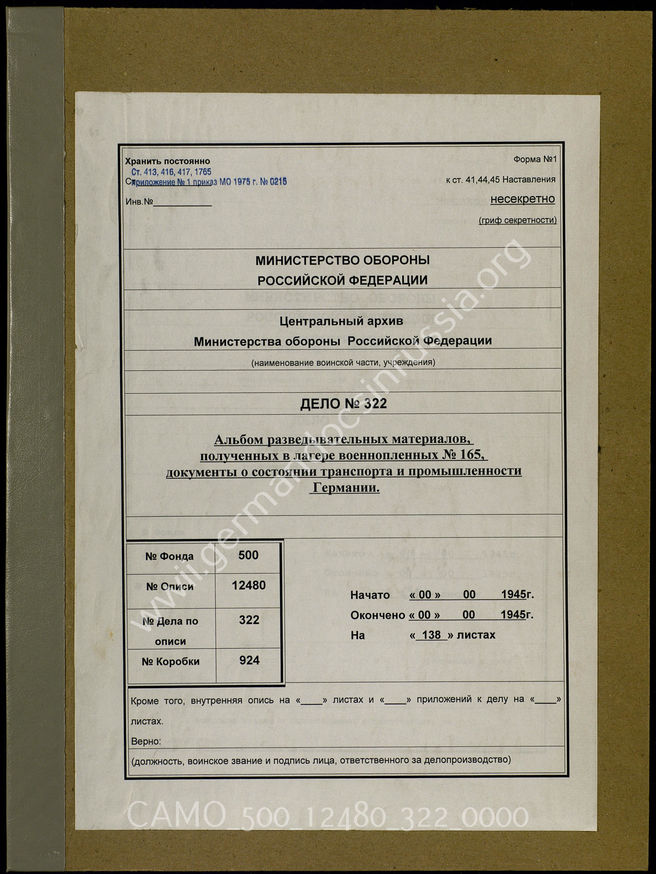 Хранить постоянно
Форма №1
Ст. 413, 416, 417, 1765
приложение № 1 приказ МО 1975 г. № 0215
к ст. 41,44,45 Наставления
Инв.№
несекретно
(гриф секретности)
МИНИСТЕРСТВО ОБОРОНЫ
РОССИЙСКОЙ ФЕДЕРАЦИИ
Центральный архив
Министерства обороны Российской Федерации
(наименование воинской части, учреждения)
ДЕЛО № 322
Альбом разведывательных материалов,
полученных в лагере военнопленных № 165,
документы о состоянии транспорта и промышленности
Германии.
№ Фонда 500
№ Описи 12480
№ Дела по описи 322
№ Коробки 924
Начато « 00 » 00 1945г.
Окончено « 00 » 00 1945г.
На « 138 » листах
Кроме того, внутренняя опись на «____» листах и «____» приложений к делу на «____»
листах.
Верно:
(должность, воинское звание и подпись лица, ответственного за делопроизводство)
www.germandocsinrussia.org
CAMO_500_12480_322_0000